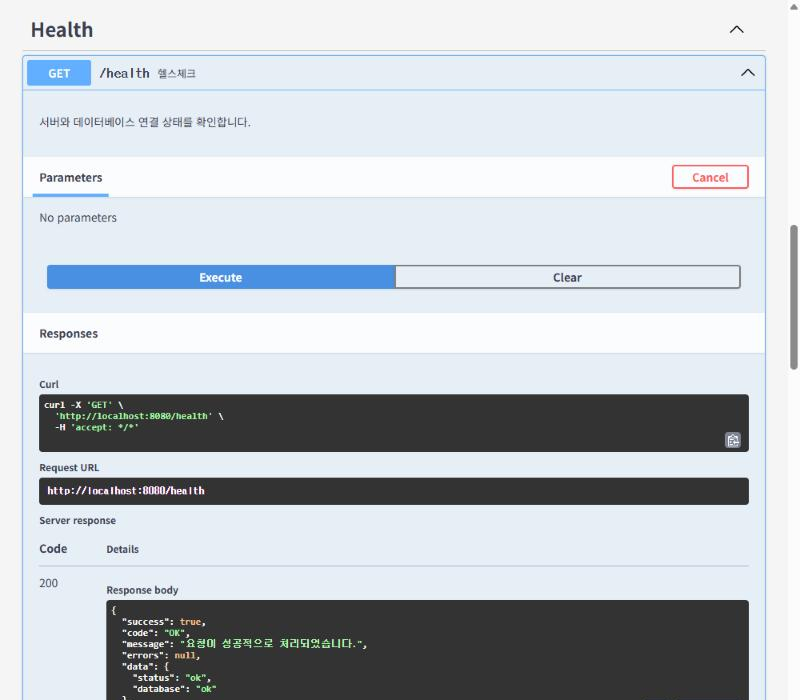 Health
GET /health 헬스체크
서버와 데이터베이스 연결 상태를 확인합니다.
Parameters
Cancel
No parameters
Execute
Clear
Responses
Curl
curl -X 'GET' \
'http://localhost:8080/health' \
-H 'accept: */*'
Request URL
http://localhost:8080/health
Server response
Code Details
200
Response body
{
"success": true,
"code": "OK",
"message": "요청이 성공적으로 처리되었습니다.",
"errors": null,
"data": {
"status": "ok",
"database": "ok"
}